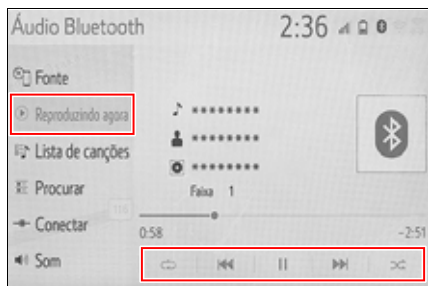 Áudio Bluetooth 2:36
Fonte
Reproduzindo agora
Lista de canções
Procurar
Conectar
Som
********
********
********
Faixa 1
0:58 -2:51